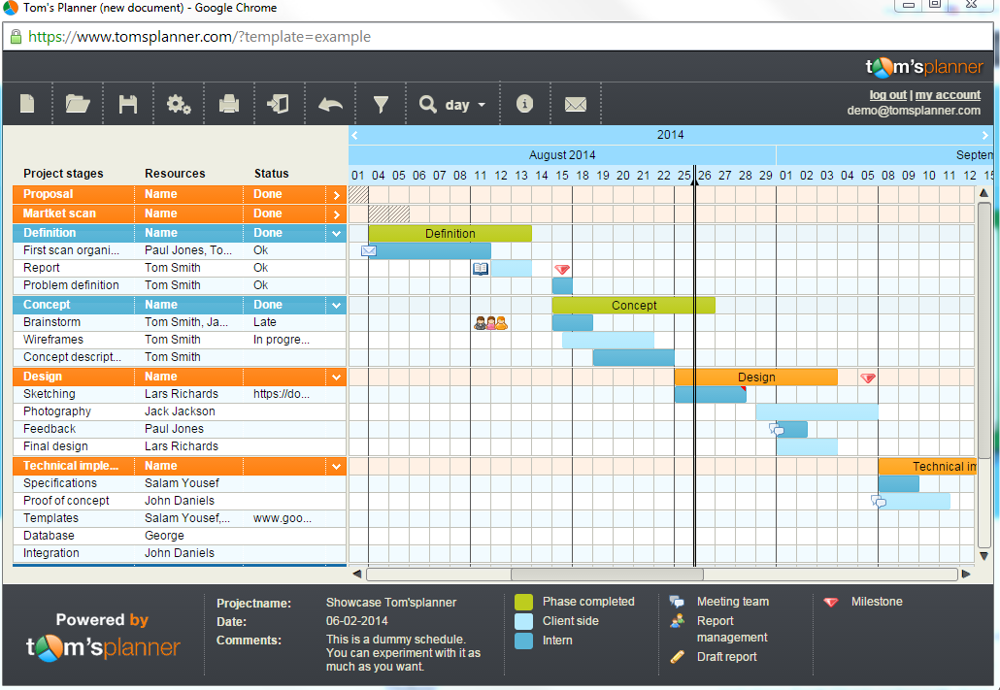 Tom's Planner (new document) - Google Chrome
https://www.tomsplanner.com/?template=example
tom'splanner
log out | my account
day
demo@tomsplanner.com
2014
August 2014 Septem
Project stages Resources Status 01 04 05 06 07 08 11 12 13 14 15 18 19 20 21 22 25 26 27 28 29 01 02 03 04 05 08 09 10 11 12 15
Proposal Name Done
Martket scan Name Done
Definition Name Done Definition
First scan organi... Paul Jones, To... Ok
Report Tom Smith Ok
Problem definition Tom Smith Ok
Concept Name Done Concept
Brainstorm Tom Smith, Ja... Late
Wireframes Tom Smith In progre...
Concept descript... Tom Smith
Design Name Design
Sketching Lars Richards https://do...
Photography Jack Jackson
Feedback Paul Jones
Final design Lars Richards
Technical imple... Name Technical im
Specifications Salam Yousef
Proof of concept John Daniels
Templates Salam Yousef,... www.goo...
Database George
Integration John Daniels
Powered by
tom'splanner
Projectname: Showcase Tom'splanner
Date: 06-02-2014
Comments: This is a dummy schedule.
You can experiment with it as
much as you want.
Phase completed
Client side
Intern
Meeting team
Report
management
Draft report
Milestone